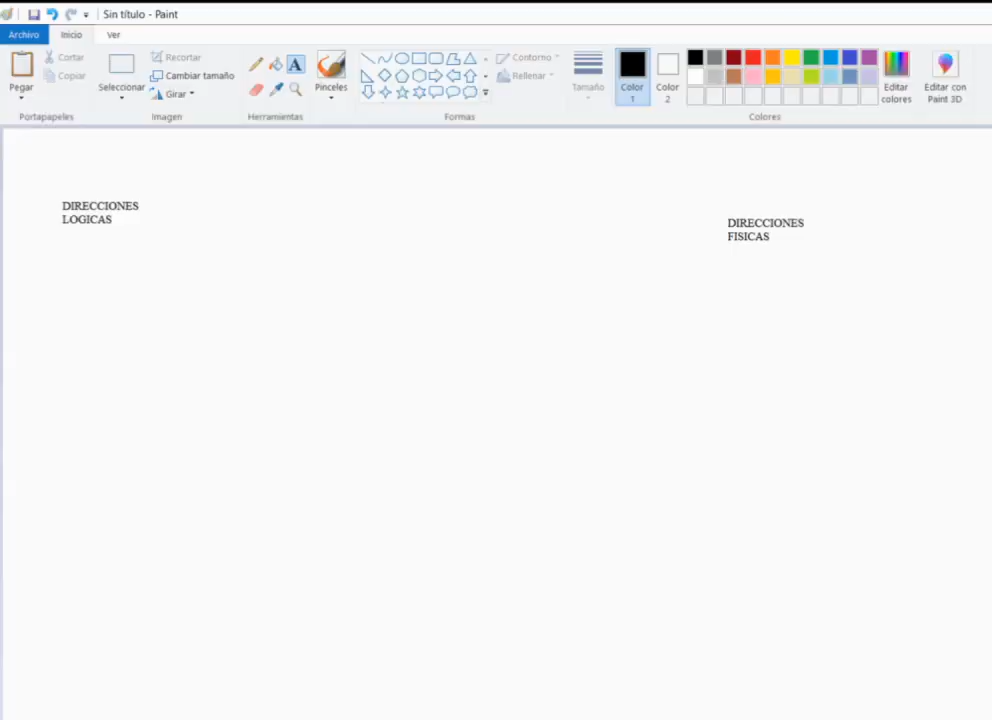 Sin título - Paint
Archivo Inicio Ver
Pegar
Cortar
Copiar
Portapapeles
Seleccionar
Recortar
Cambiar tamaño
Girar
Imagen
A
Herramientas
Pinceles
Formas
Contorno
Rellenar
Tamaño
Color
1
Color
2
Colores
Editar
colores
Editar con
Paint 3D
DIRECCIONES
LOGICAS
DIRECCIONES
FISICAS